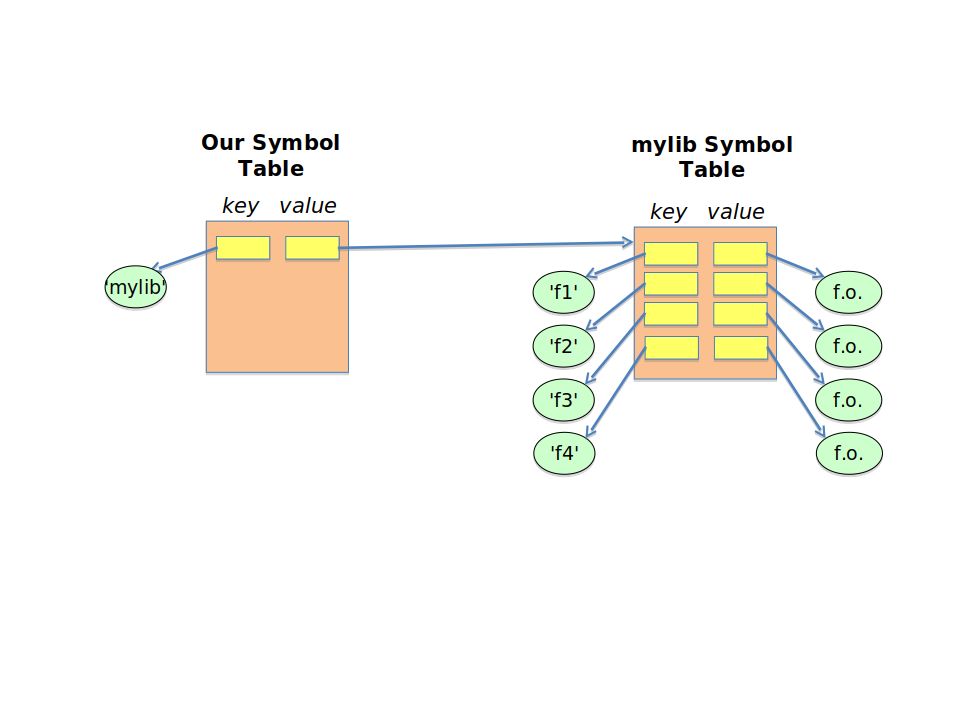 Our Symbol
Table
key value
'mylib'
mylib Symbol
Table
key value
'f1'
f.o.
'f2'
f.o.
'f3'
f.o.
'f4'
f.o.